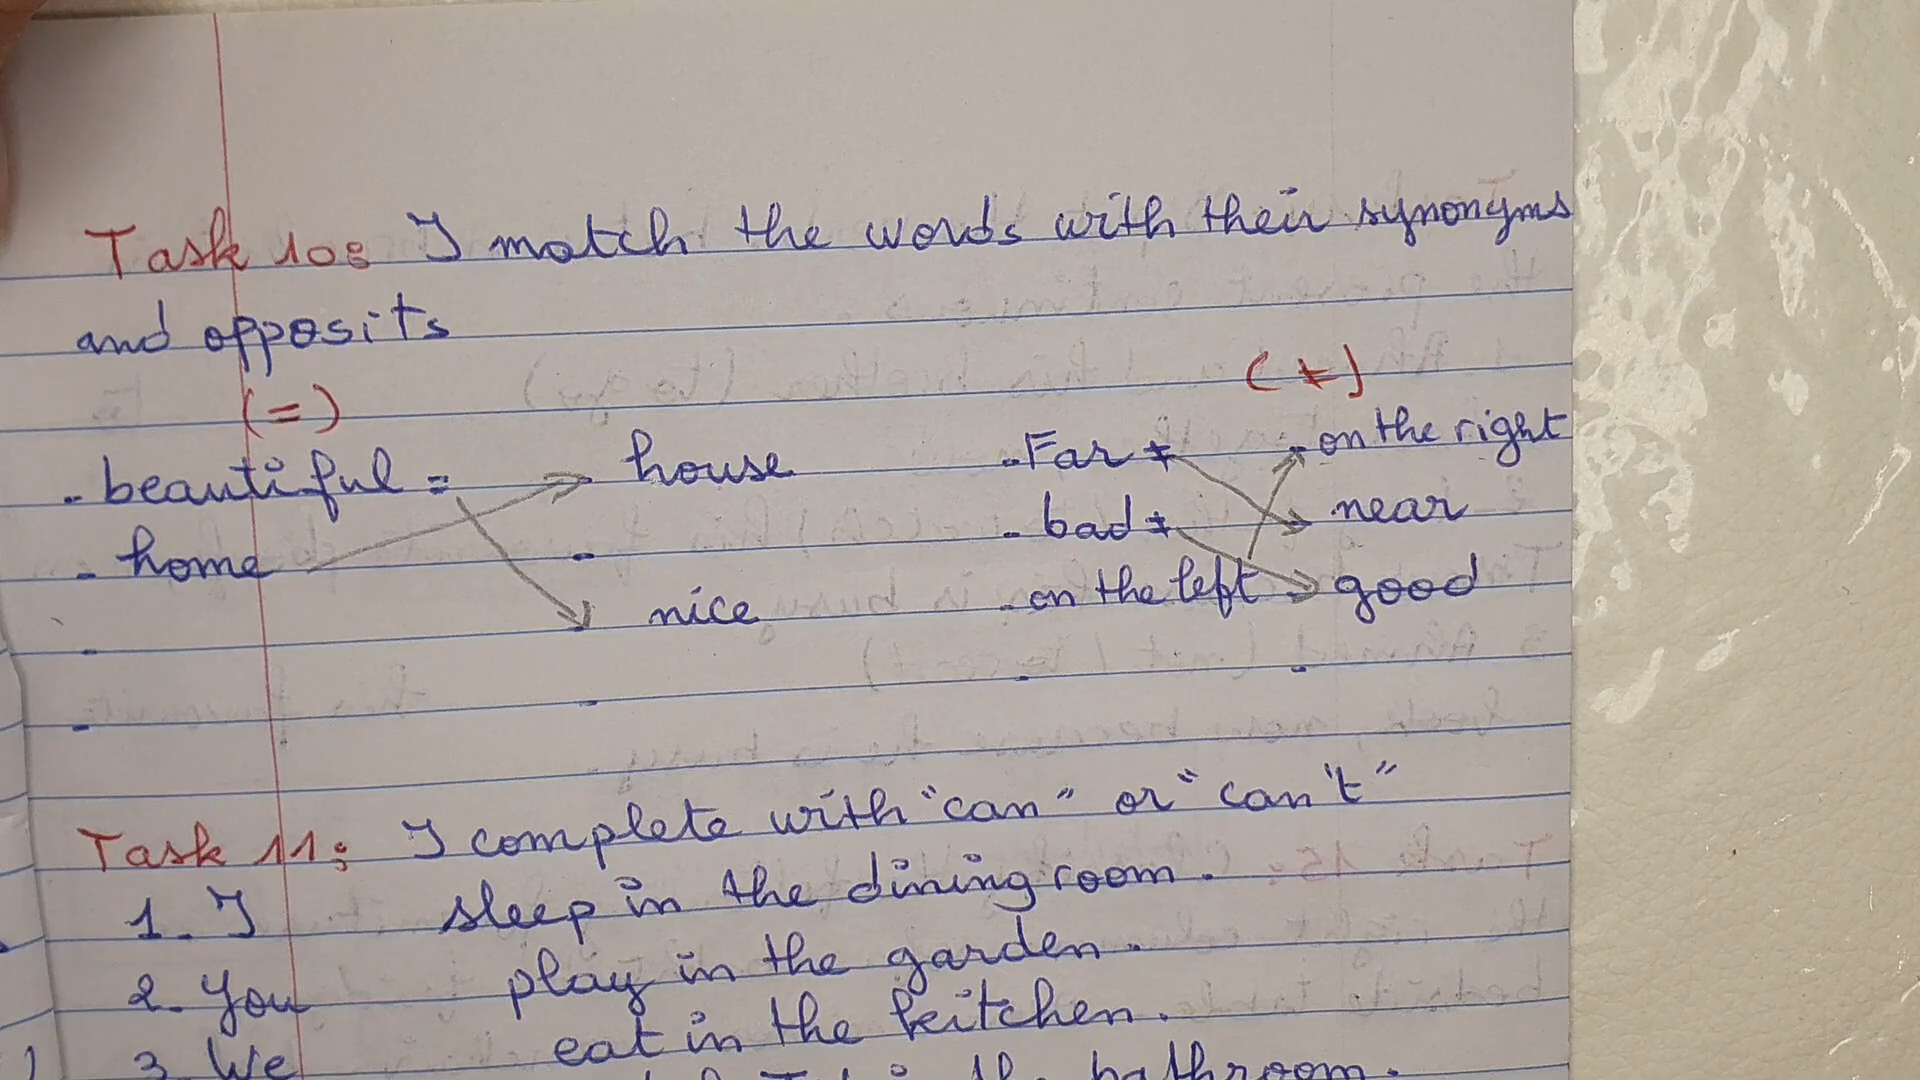 Task 10: I match the words with their synonyms
and opposits
(=) (≠)
- beautiful = house - Far ≠ - on the right
- home - bad ≠ near
nice - on the left good
Task 11: I complete with "can" or "can't"
1. I sleep in the dining room.
2. You play in the garden.
3. We eat in the kitchen.
bathroom.